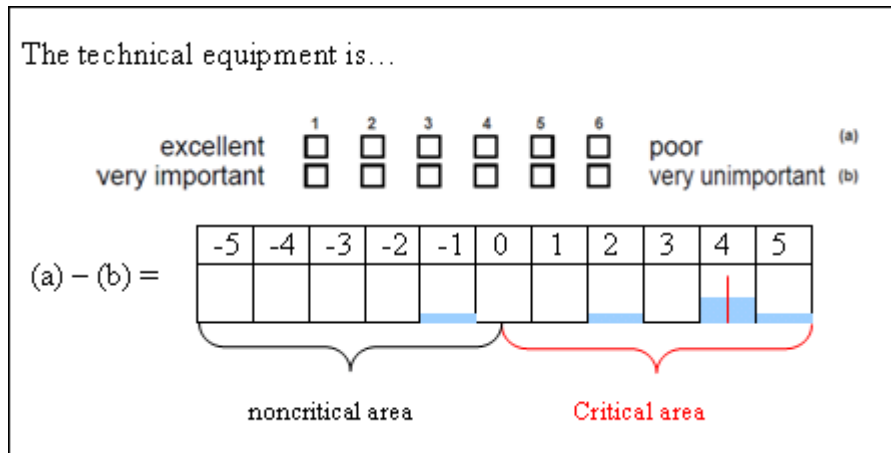 The technical equipment is...
1 2 3 4 5 6
excellent poor (a)
very important very unimportant (b)
-5 -4 -3 -2 -1 0 1 2 3 4 5
(a) – (b) =
noncritical area Critical area